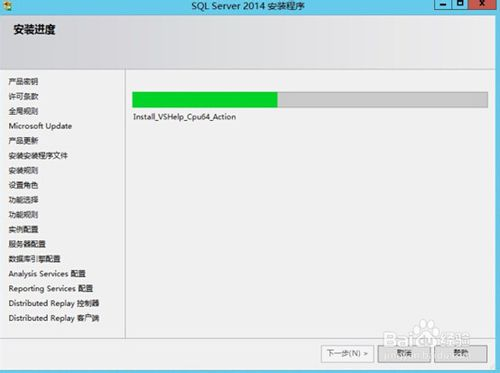 SQL Server 2014 安装程序
安装进度
产品密钥
许可条款
全局规则
Microsoft Update
产品更新
安装安装程序文件
安装规则
设置角色
功能选择
功能规则
实例配置
服务器配置
数据库引擎配置
Analysis Services 配置
Reporting Services 配置
Distributed Replay 控制器
Distributed Replay 客户端
Install_VSHelp_Cpu64_Action
Baidu经验
下一步(N) >
取消
帮助